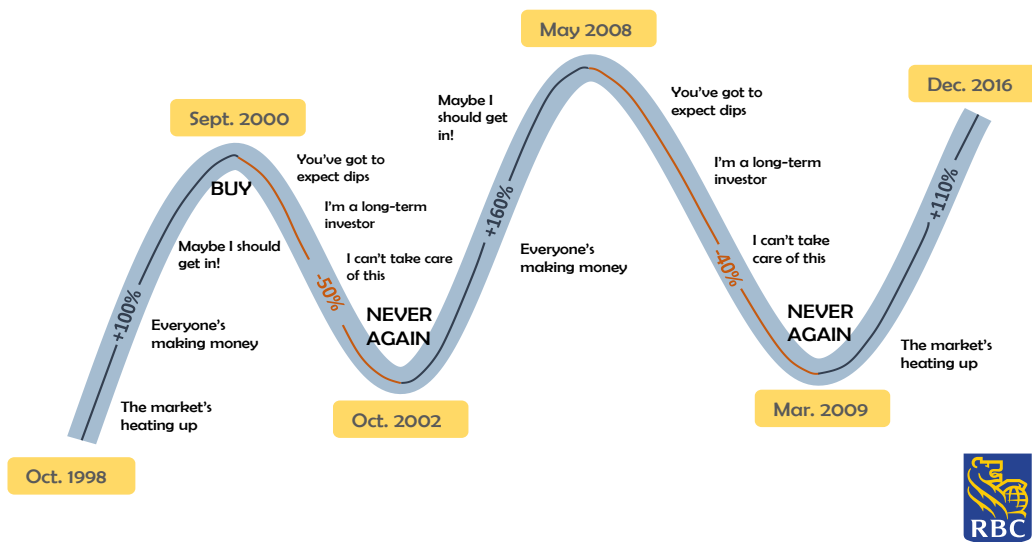 May 2008
Dec. 2016
Sept. 2000
Maybe I
should get
in!
You've got to
expect dips
You've got to
expect dips
BUY
I'm a long-term
investor
I'm a long-term
investor
+110%
+160%
Maybe I should
get in!
I can't take care
of this
Everyone's
making money
I can't take
care of this
-40%
-50%
+100%
Everyone's
making money
NEVER
AGAIN
NEVER
AGAIN
The market's
heating up
The market's
heating up
Oct. 2002
Mar. 2009
Oct. 1998
RBC